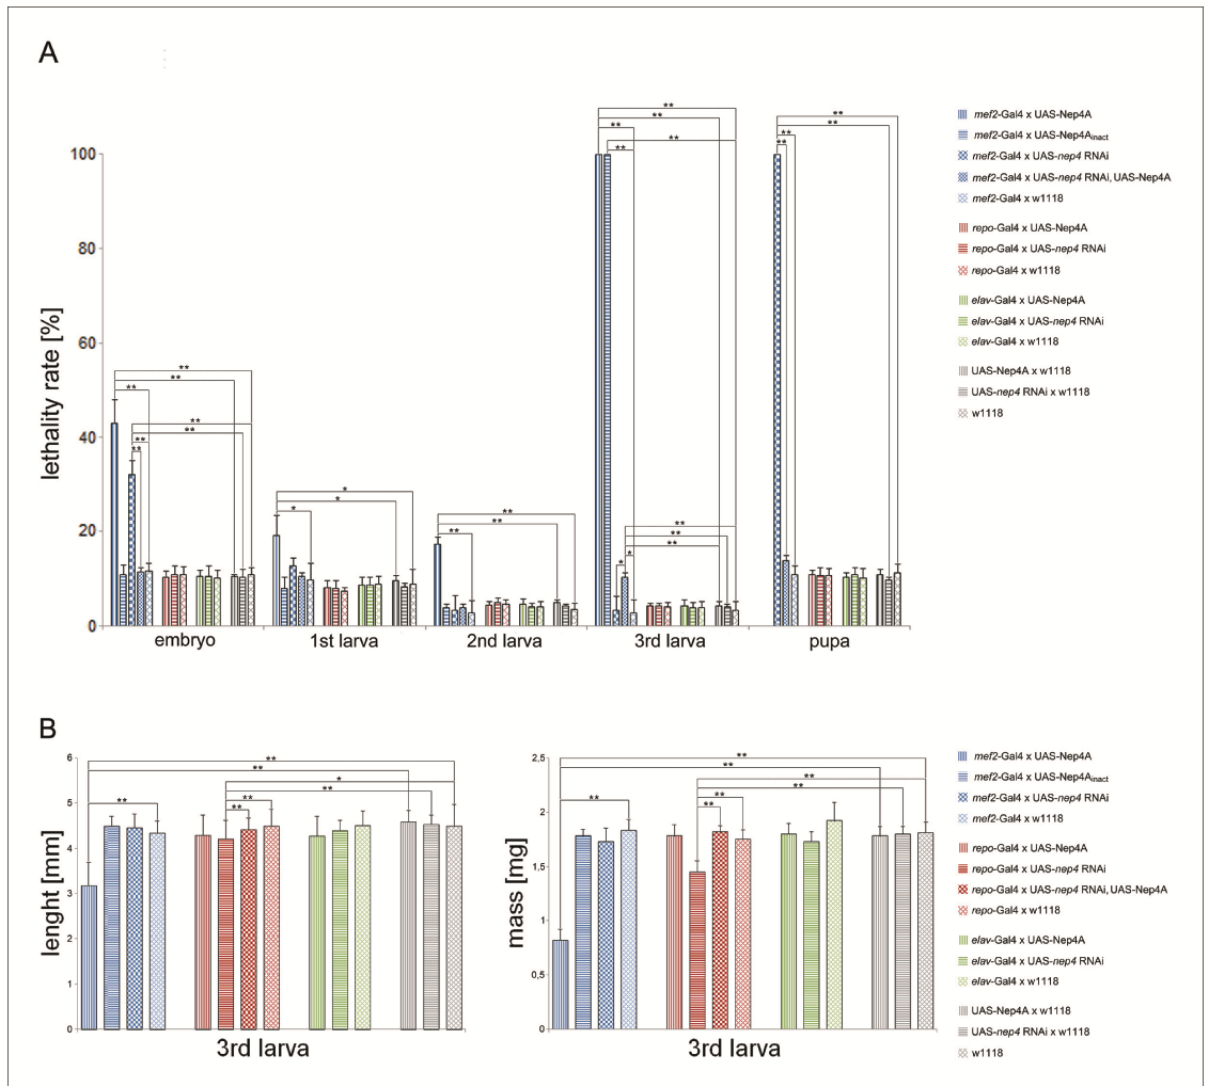 A
lethality rate [%]
100
80
60
40
20
0
embryo
1st larva
2nd larva
3rd larva
pupa
**
**
**
**
**
**
**
*
*
*
**
**
**
**
**
**
**
**
**
**
**
*
*
**
**
**
**
mef2-Gal4 x UAS-Nep4A
mef2-Gal4 x UAS-Nep4Ainact
mef2-Gal4 x UAS-nep4 RNAi
mef2-Gal4 x UAS-nep4 RNAi, UAS-Nep4A
mef2-Gal4 x w1118
repo-Gal4 x UAS-Nep4A
repo-Gal4 x UAS-nep4 RNAi
repo-Gal4 x w1118
elav-Gal4 x UAS-Nep4A
elav-Gal4 x UAS-nep4 RNAi
elav-Gal4 x w1118
UAS-Nep4A x w1118
UAS-nep4 RNAi x w1118
w1118
B
lenght [mm]
6
5
4
3
2
1
0
3rd larva
**
**
**
*
**
**
**
mass [mg]
2,5
2
1,5
1
0,5
0
3rd larva
**
**
**
**
**
**
**
mef2-Gal4 x UAS-Nep4A
mef2-Gal4 x UAS-Nep4Ainact
mef2-Gal4 x UAS-nep4 RNAi
mef2-Gal4 x w1118
repo-Gal4 x UAS-Nep4A
repo-Gal4 x UAS-nep4 RNAi
repo-Gal4 x UAS-nep4 RNAi, UAS-Nep4A
repo-Gal4 x w1118
elav-Gal4 x UAS-Nep4A
elav-Gal4 x UAS-nep4 RNAi
elav-Gal4 x w1118
UAS-Nep4A x w1118
UAS-nep4 RNAi x w1118
w1118